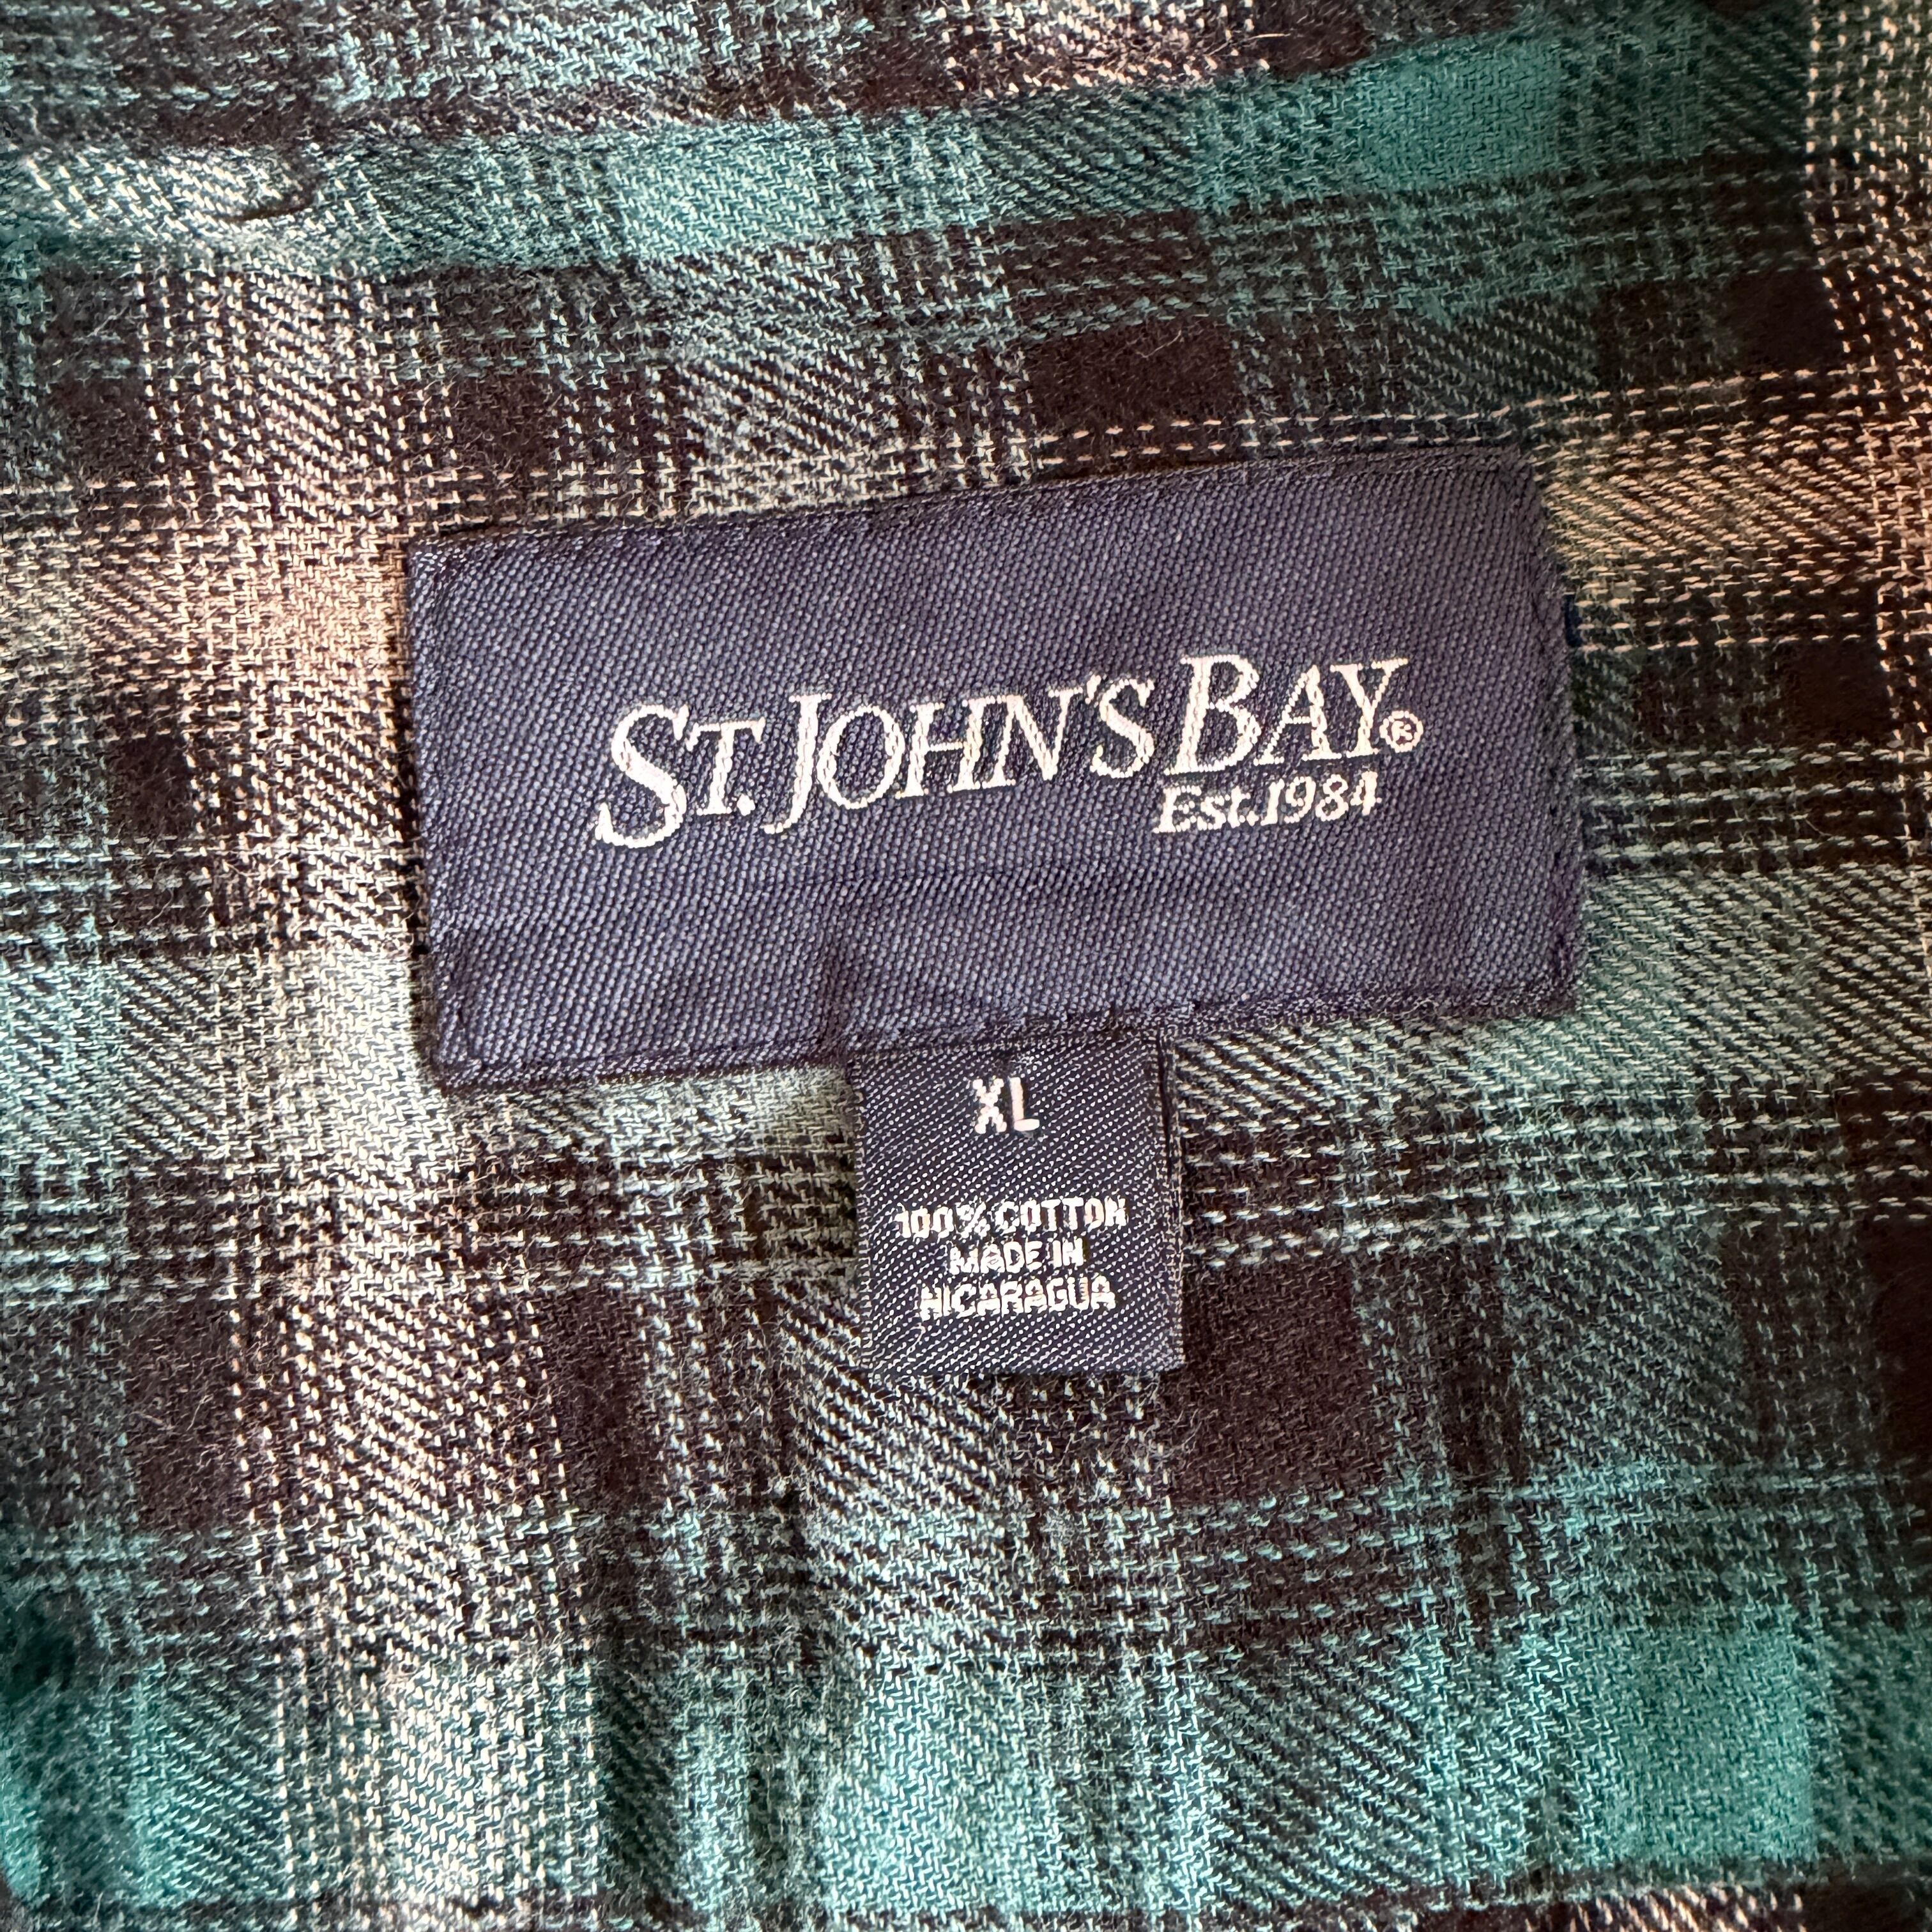 ST. JOHN'S BAY®
Est.1984
XL
100% COTTON
MADE IN
NICARAGUA